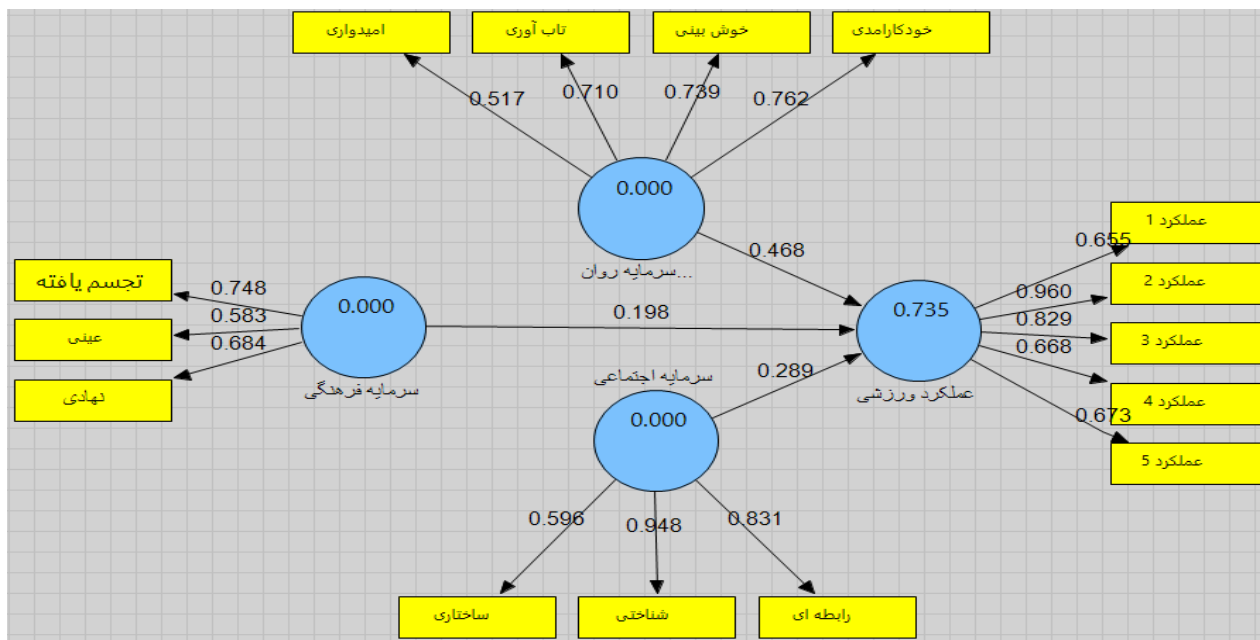 امیدواری
تاب آوری
خوش بینی
خودکارامدی
0.517
0.710
0.739
0.762
0.000
سرمایه روان...
0.468
عملکرد 1
عملکرد 2
عملکرد 3
عملکرد 4
عملکرد 5
0.655
0.960
0.829
0.668
0.673
0.735
عملکرد ورزشی
تجسم یافته
عینی
نهادی
0.748
0.583
0.684
0.000
سرمایه فرهنگی
0.198
سرمایه اجتماعی
0.289
0.000
0.596
0.948
0.831
ساختاری
شناختی
رابطه ای